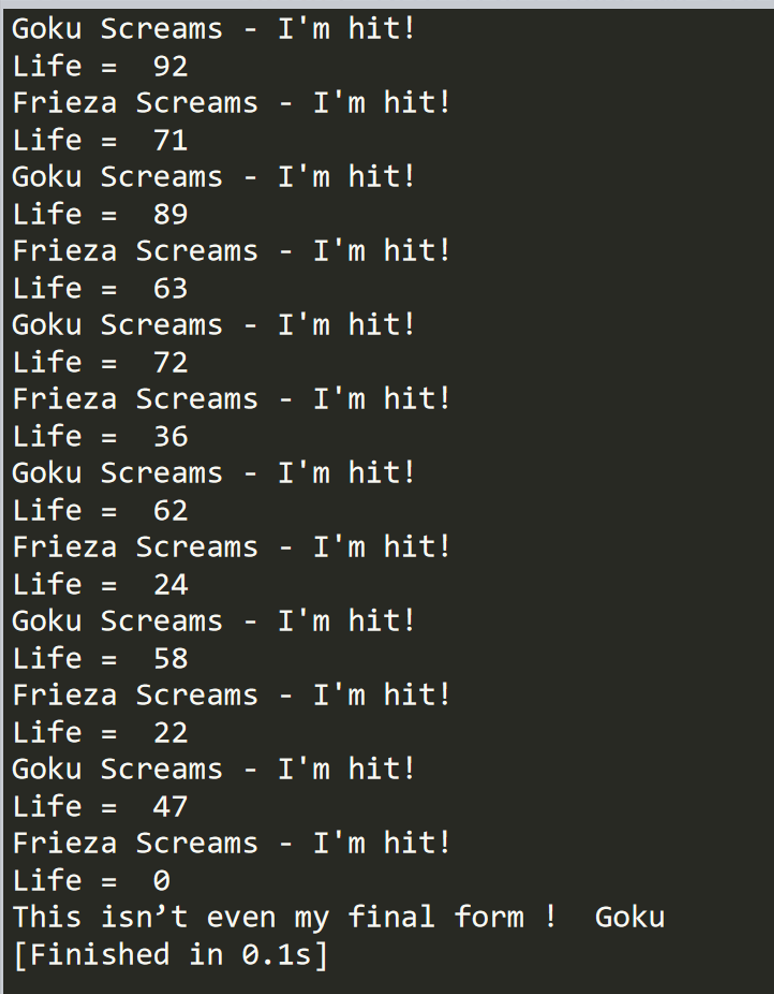 Goku Screams - I'm hit!
Life =  92
Frieza Screams - I'm hit!
Life =  71
Goku Screams - I'm hit!
Life =  89
Frieza Screams - I'm hit!
Life =  63
Goku Screams - I'm hit!
Life =  72
Frieza Screams - I'm hit!
Life =  36
Goku Screams - I'm hit!
Life =  62
Frieza Screams - I'm hit!
Life =  24
Goku Screams - I'm hit!
Life =  58
Frieza Screams - I'm hit!
Life =  22
Goku Screams - I'm hit!
Life =  47
Frieza Screams - I'm hit!
Life =  0
This isn’t even my final form !  Goku
[Finished in 0.1s]